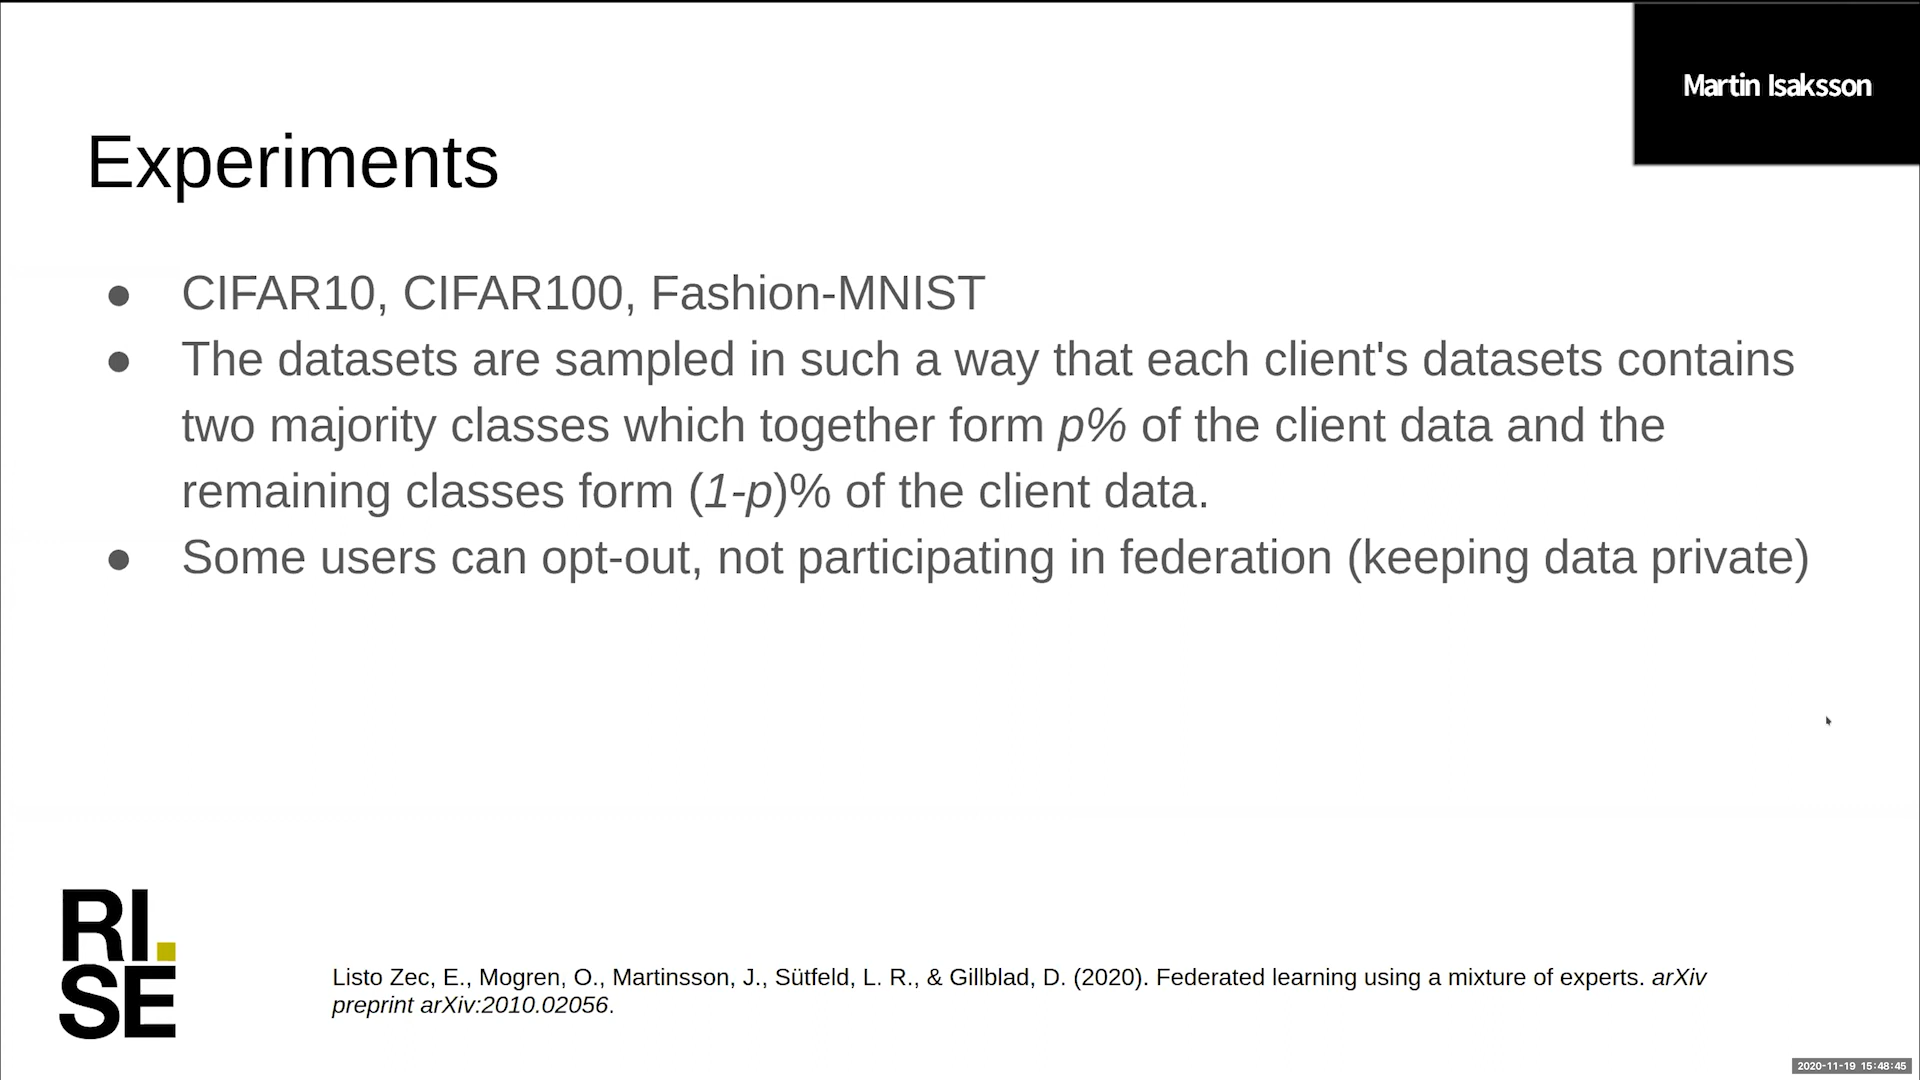 Martin Isaksson
Experiments
● CIFAR10, CIFAR100, Fashion-MNIST
● The datasets are sampled in such a way that each client's datasets contains
two majority classes which together form p% of the client data and the
remaining classes form (1-p)% of the client data.
● Some users can opt-out, not participating in federation (keeping data private)
RI.
SE
Listo Zec, E., Mogren, O., Martinsson, J., Sütfeld, L. R., & Gillblad, D. (2020). Federated learning using a mixture of experts. arXiv
preprint arXiv:2010.02056.
2020-11-19 15:48:45